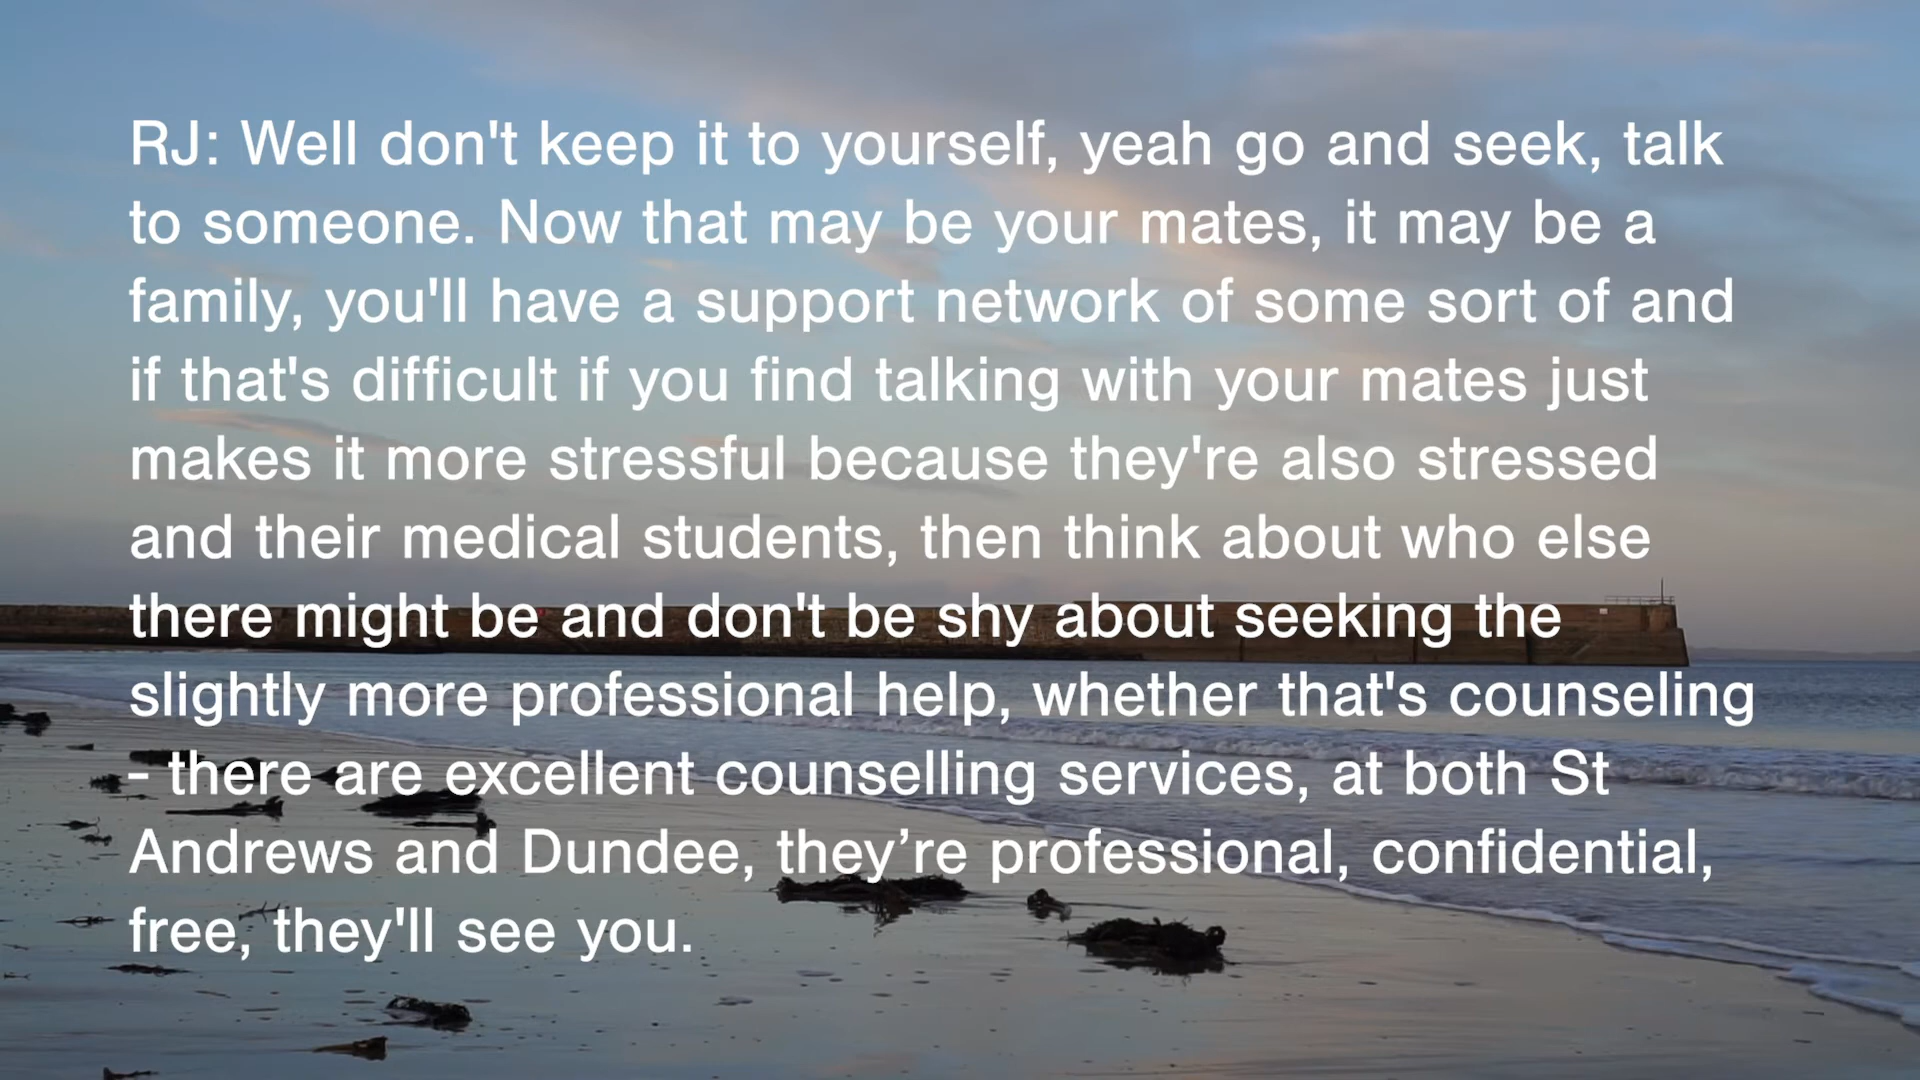 RJ: Well don't keep it to yourself, yeah go and seek, talk
to someone. Now that may be your mates, it may be a
family, you'll have a support network of some sort of and
if that's difficult if you find talking with your mates just
makes it more stressful because they're also stressed
and their medical students, then think about who else
there might be and don't be shy about seeking the
slightly more professional help, whether that's counseling
- there are excellent counselling services, at both St
Andrews and Dundee, they’re professional, confidential,
free, they'll see you.